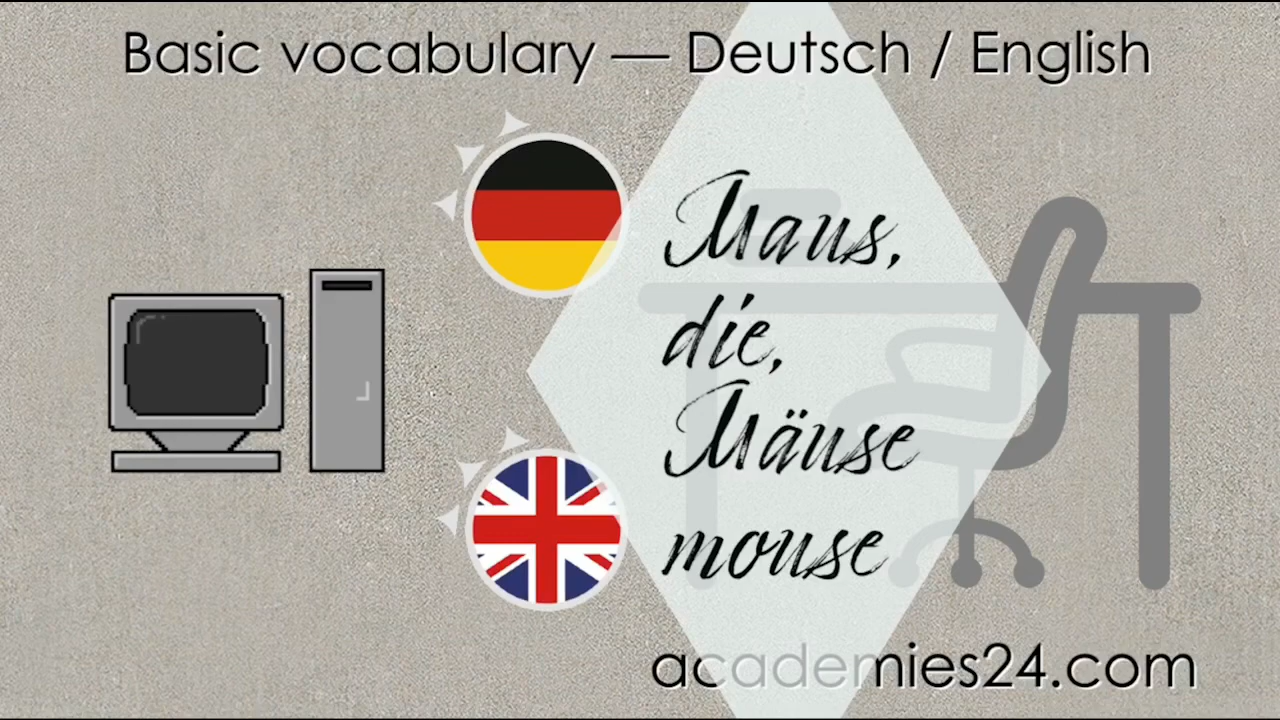 Basic vocabulary — Deutsch / English
Maus,
die,
Mäuse
mouse
academies24.com